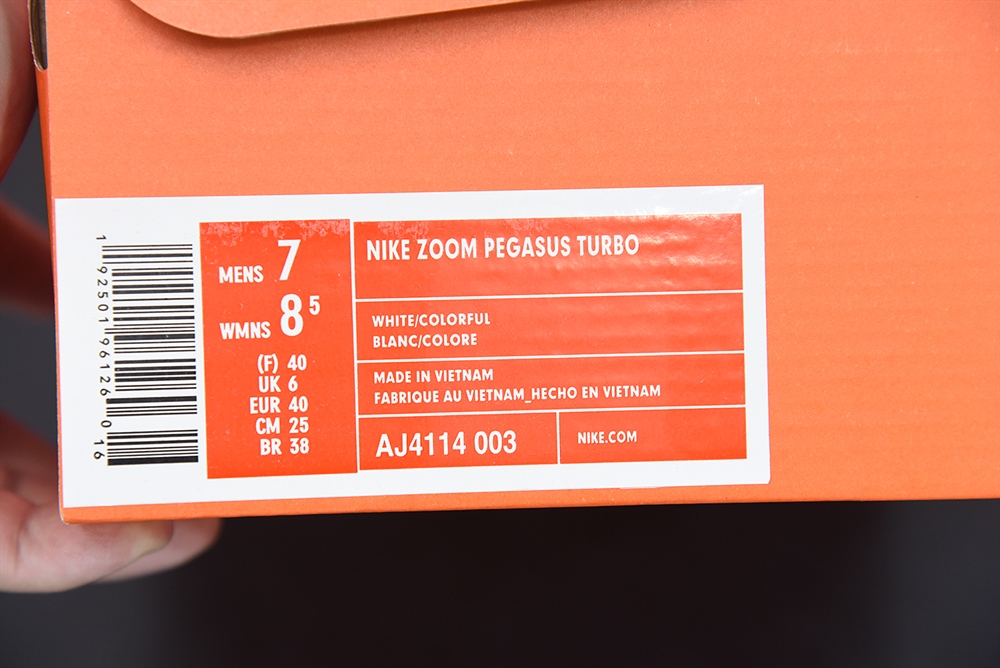 1 92501 96126 0 16
MENS 7
WMNS 8 5
(F) 40
UK 6
EUR 40
CM 25
BR 38
NIKE ZOOM PEGASUS TURBO
WHITE/COLORFUL
BLANC/COLORE
MADE IN VIETNAM
FABRIQUE AU VIETNAM_HECHO EN VIETNAM
AJ4114 003
NIKE.COM